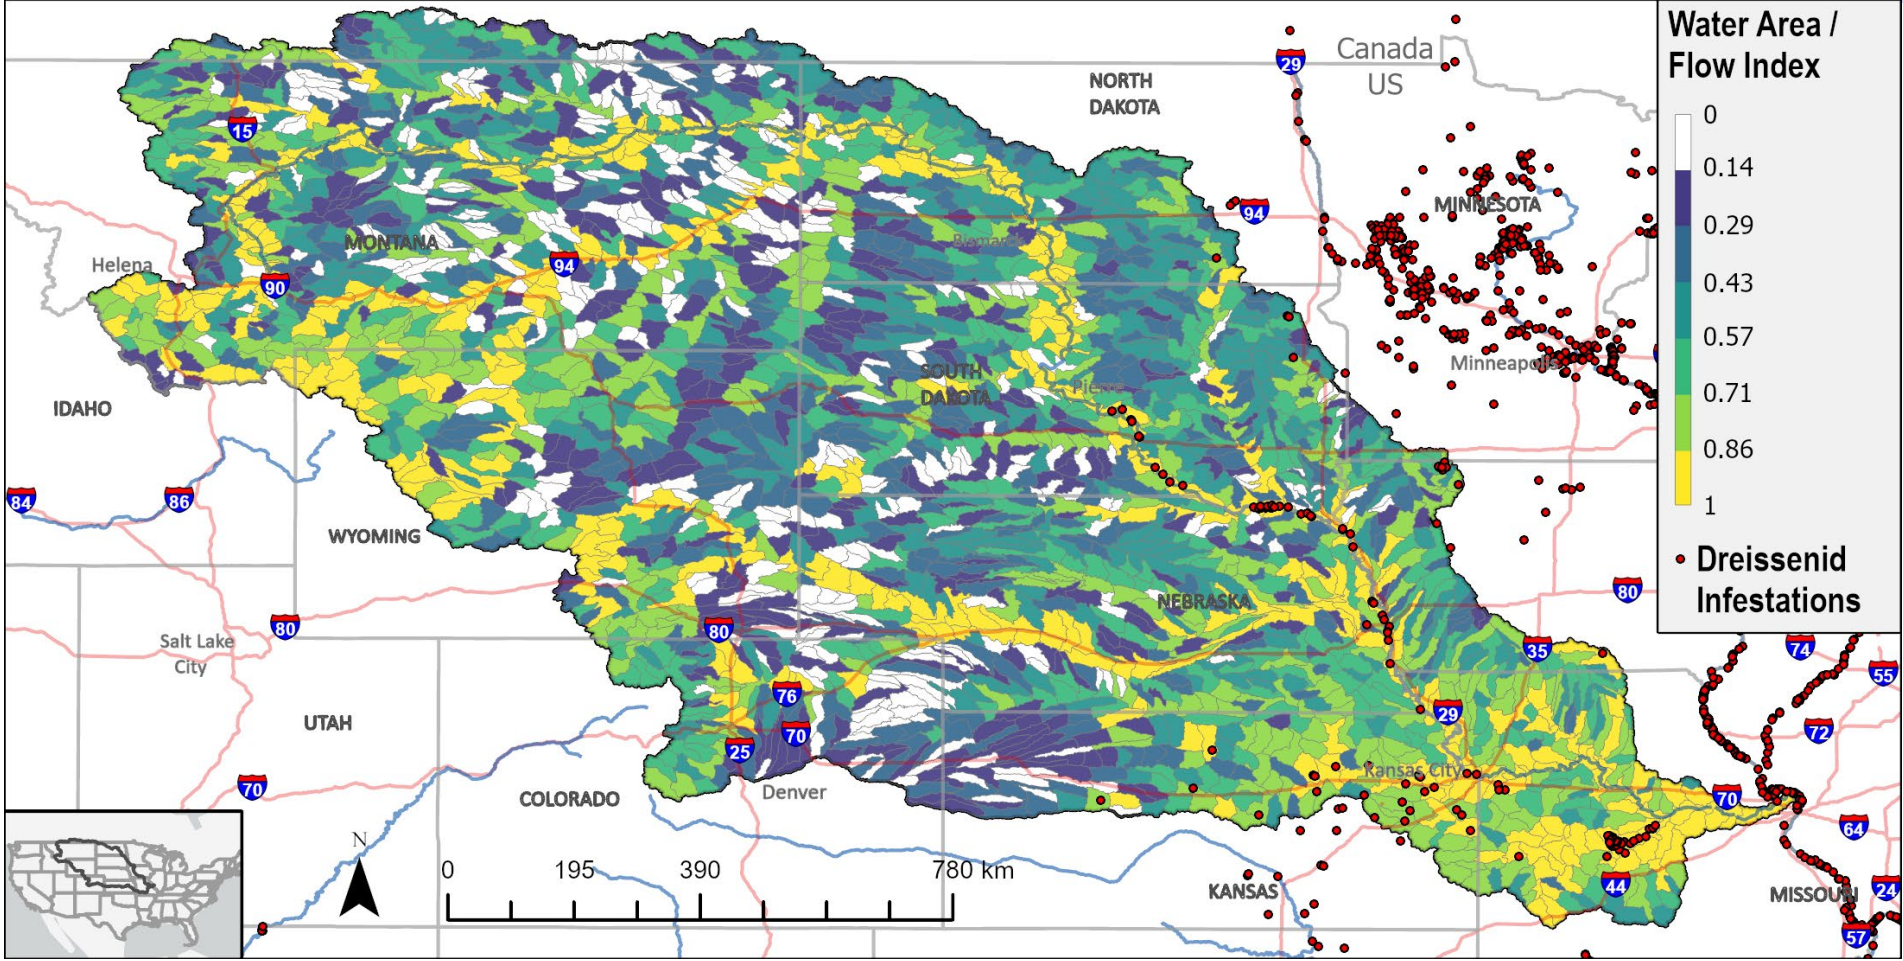 Water Area /
Flow Index
0
0.14
0.29
0.43
0.57
0.71
0.86
1
Dreissenid
Infestations
Canada
US
29
NORTH
DAKOTA
15
94
MINNESOTA
MONTANA
Bismarck
Helena
94
90
Minneapolis
SOUTH
DAKOTA
Pierre
IDAHO
84
86
WYOMING
NEBRASKA
80
80
80
Salt Lake
City
35
74
55
76
29
UTAH
70
72
25
Kansas City
70
COLORADO
Denver
70
64
N
0
195
390
780 km
KANSAS
44
MISSOURI
24
57